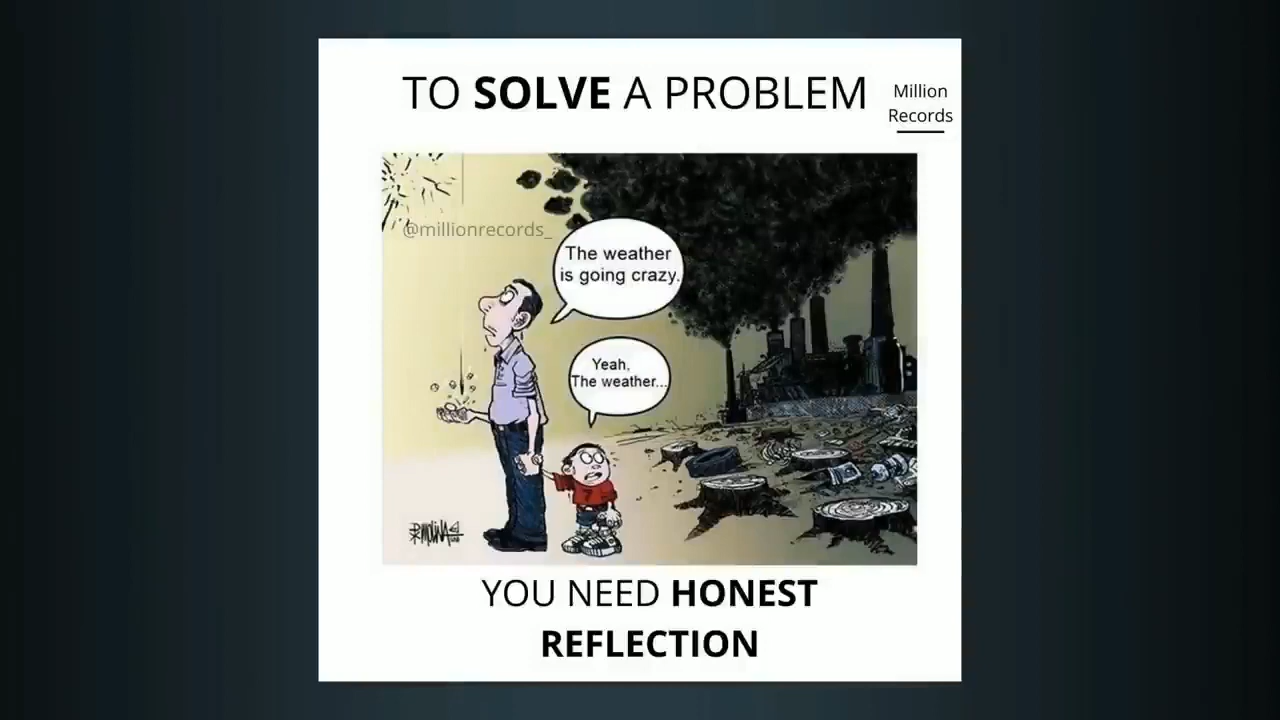 TO SOLVE A PROBLEM
Million
Records
@millionrecords_
The weather
is going crazy.
Yeah,
The weather...
YOU NEED HONEST
REFLECTION